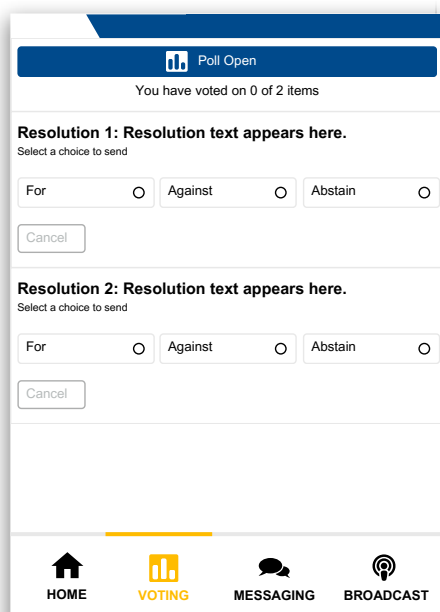 Poll Open
You have voted on 0 of 2 items
Resolution 1: Resolution text appears here.
Select a choice to send
For Against Abstain
Cancel
Resolution 2: Resolution text appears here.
Select a choice to send
For Against Abstain
Cancel
HOME VOTING MESSAGING BROADCAST